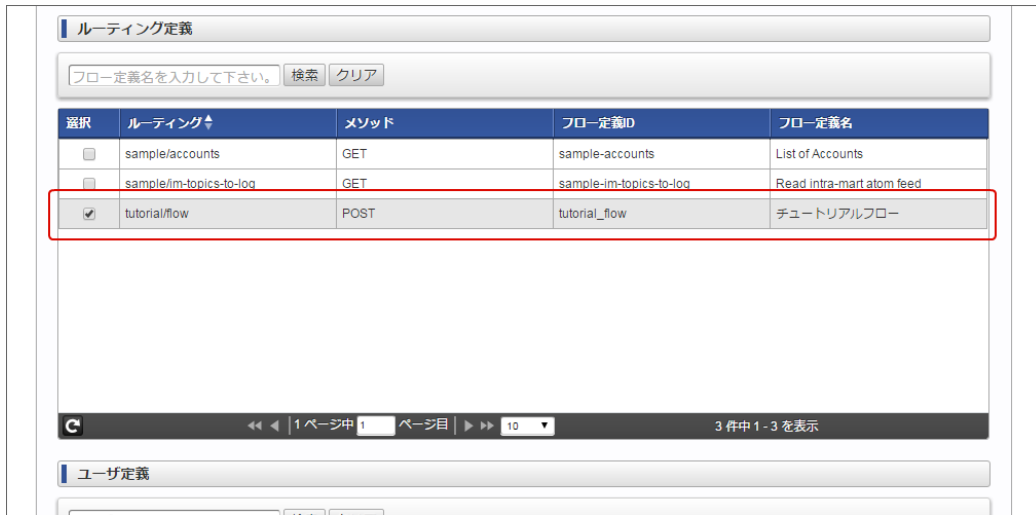 ルーティング定義
フロー定義名を入力して下さい。 検索 クリア
選択 ルーティング メソッド フロー定義ID フロー定義名
sample/accounts GET sample-accounts List of Accounts
sample/im-topics-to-log GET sample-im-topics-to-log Read intra-mart atom feed
tutorial/flow POST tutorial_flow チュートリアルフロー
1 ページ中 1 ページ目 10 3 件中 1 - 3 を表示
ユーザ定義